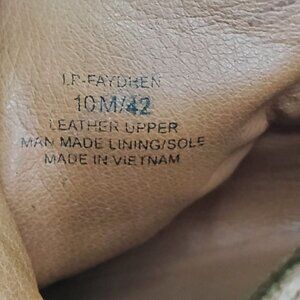 LP-FAYDREN
10M/42
LEATHER UPPER
MAN MADE LINING/SOLE
MADE IN VIETNAM